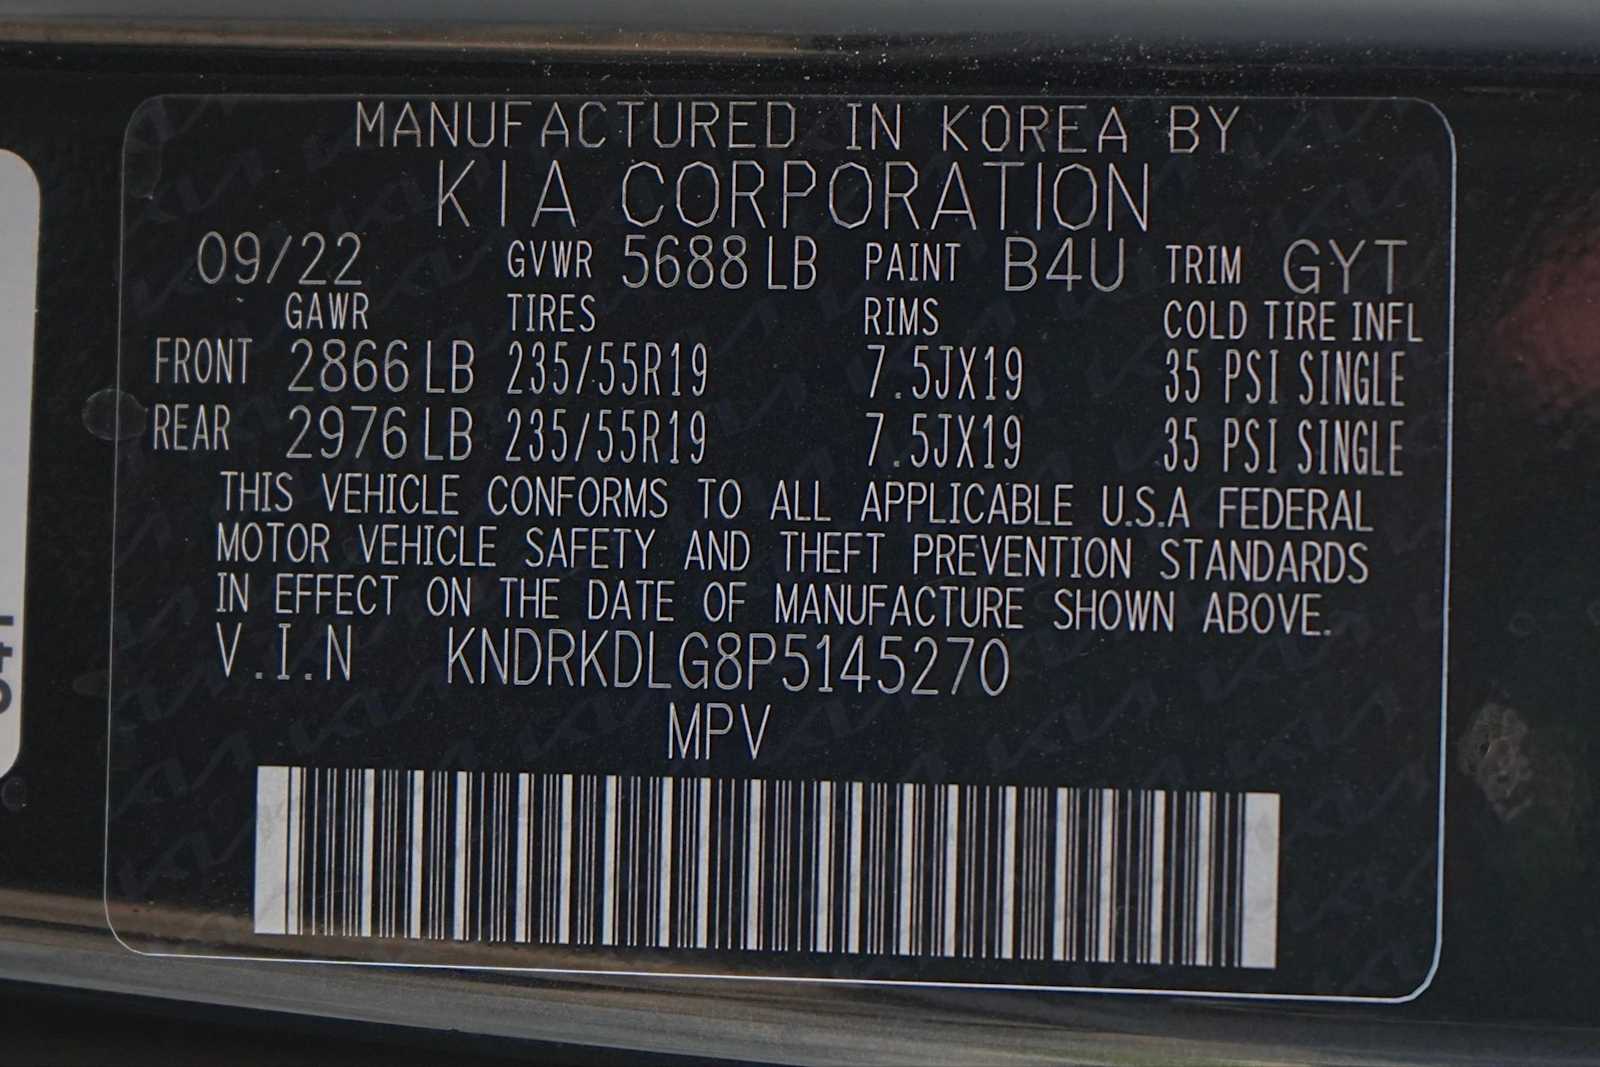 MANUFACTURED IN KOREA BY
KIA CORPORATION
09/22 GVWR 5688 LB PAINT B4U TRIM GYT
GAWR TIRES RIMS COLD TIRE INFL
FRONT 2866 LB 235/55R19 7.5JX19 35 PSI SINGLE
REAR 2976 LB 235/55R19 7.5JX19 35 PSI SINGLE
THIS VEHICLE CONFORMS TO ALL APPLICABLE U.S.A FEDERAL
MOTOR VEHICLE SAFETY AND THEFT PREVENTION STANDARDS
IN EFFECT ON THE DATE OF MANUFACTURE SHOWN ABOVE.
V.I.N KNDRKDLG8P5145270
MPV